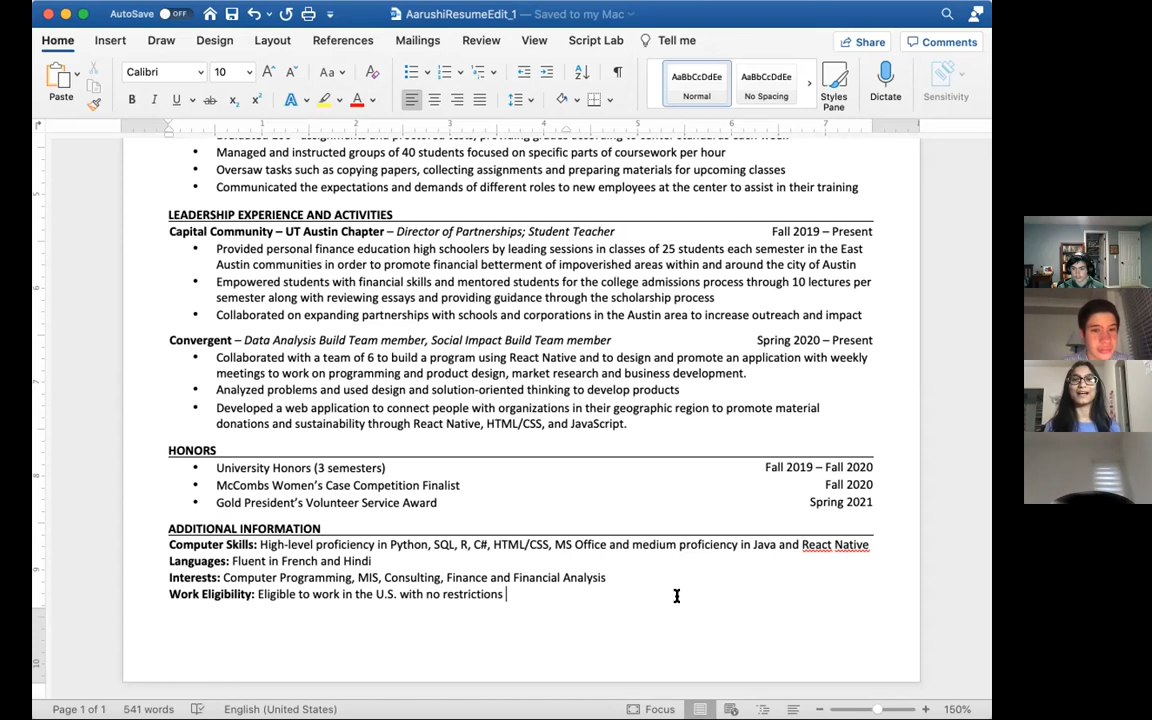 AutoSave OFF
AarushiResumeEdit_1 — Saved to my Mac
Home Insert Draw Design Layout References Mailings Review View Script Lab Tell me Share Comments
Paste Calibri 10 AaBbCcDdEe Normal AaBbCcDdEe No Spacing Styles Pane Dictate Sensitivity
1 2 3 4 5 6 7
• Managed and instructed groups of 40 students focused on specific parts of coursework per hour
• Oversaw tasks such as copying papers, collecting assignments and preparing materials for upcoming classes
• Communicated the expectations and demands of different roles to new employees at the center to assist in their training
LEADERSHIP EXPERIENCE AND ACTIVITIES
Capital Community – UT Austin Chapter – Director of Partnerships; Student Teacher Fall 2019 – Present
• Provided personal finance education high schoolers by leading sessions in classes of 25 students each semester in the East
Austin communities in order to promote financial betterment of impoverished areas within and around the city of Austin
• Empowered students with financial skills and mentored students for the college admissions process through 10 lectures per
semester along with reviewing essays and providing guidance through the scholarship process
• Collaborated on expanding partnerships with schools and corporations in the Austin area to increase outreach and impact
Convergent – Data Analysis Build Team member, Social Impact Build Team member Spring 2020 – Present
• Collaborated with a team of 6 to build a program using React Native and to design and promote an application with weekly
meetings to work on programming and product design, market research and business development.
• Analyzed problems and used design and solution-oriented thinking to develop products
• Developed a web application to connect people with organizations in their geographic region to promote material
donations and sustainability through React Native, HTML/CSS, and JavaScript.
HONORS
• University Honors (3 semesters) Fall 2019 – Fall 2020
• McCombs Women's Case Competition Finalist Fall 2020
• Gold President's Volunteer Service Award Spring 2021
ADDITIONAL INFORMATION
Computer Skills: High-level proficiency in Python, SQL, R, C#, HTML/CSS, MS Office and medium proficiency in Java and React Native
Languages: Fluent in French and Hindi
Interests: Computer Programming, MIS, Consulting, Finance and Financial Analysis
Work Eligibility: Eligible to work in the U.S. with no restrictions
Page 1 of 1 541 words English (United States) Focus 150%